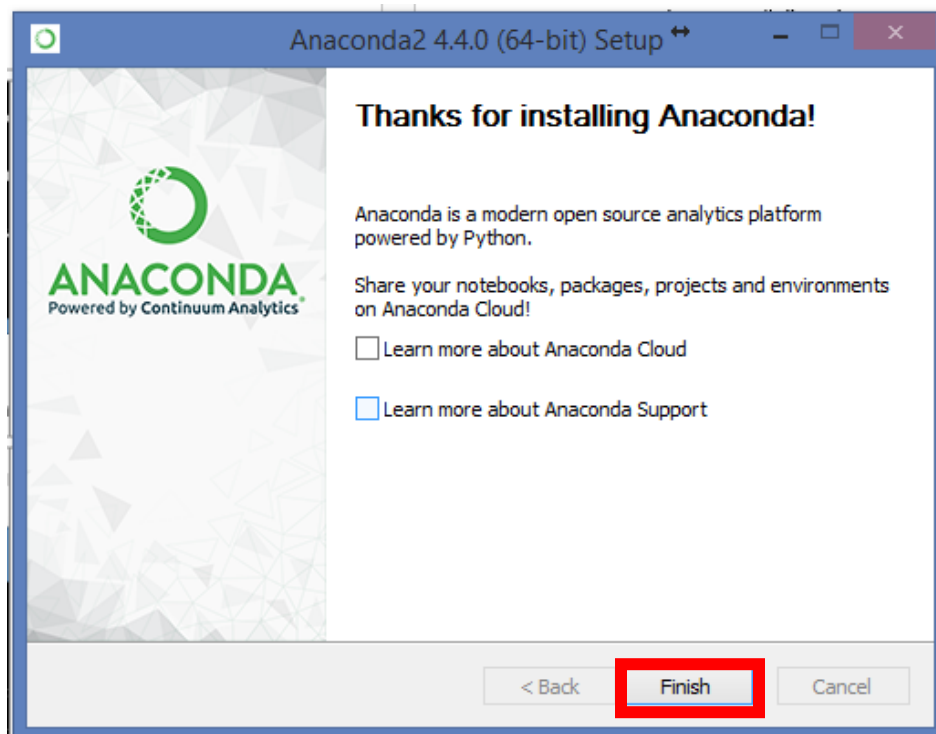 Anaconda2 4.4.0 (64-bit) Setup
Thanks for installing Anaconda!
Anaconda is a modern open source analytics platform
powered by Python.
ANACONDA
Powered by Continuum Analytics
Share your notebooks, packages, projects and environments
on Anaconda Cloud!
Learn more about Anaconda Cloud
Learn more about Anaconda Support
< Back
Finish
Cancel